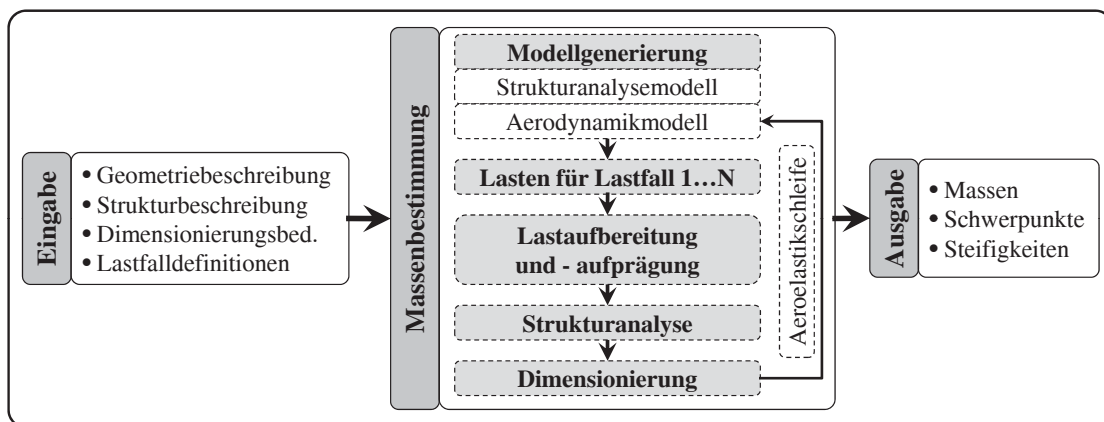 Eingabe
• Geometriebeschreibung
• Strukturbeschreibung
• Dimensionierungsbed.
• Lastfalldefinitionen
Massenbestimmung
Modellgenerierung
Strukturanalysemodell
Aerodynamikmodell
Lasten für Lastfall 1…N
Lastaufbereitung
und - aufprägung
Strukturanalyse
Dimensionierung
Aeroelastikschleife
Ausgabe
• Massen
• Schwerpunkte
• Steifigkeiten